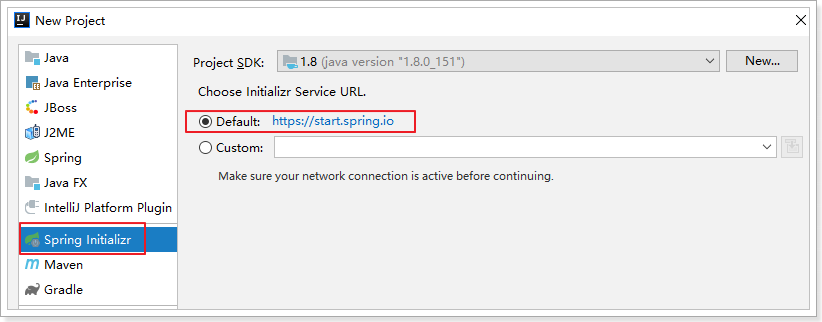 New Project
Java
Java Enterprise
JBoss
J2ME
Spring
Java FX
IntelliJ Platform Plugin
Spring Initializr
Maven
Gradle
Project SDK: 1.8 (java version "1.8.0_151") New...
Choose Initializr Service URL.
Default: https://start.spring.io
Custom:
Make sure your network connection is active before continuing.